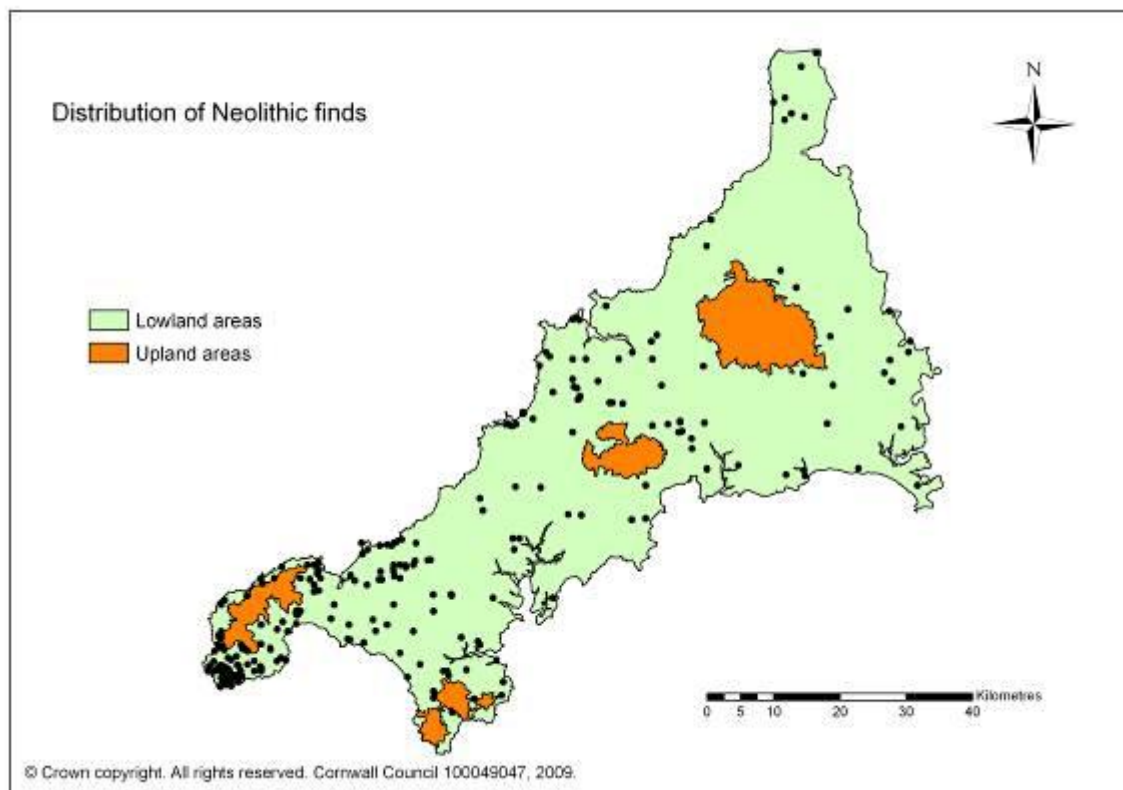 Distribution of Neolithic finds
N
Lowland areas
Upland areas
Kilometres
0 5 10 20 30 40
© Crown copyright. All rights reserved. Cornwall Council 100049047, 2009.